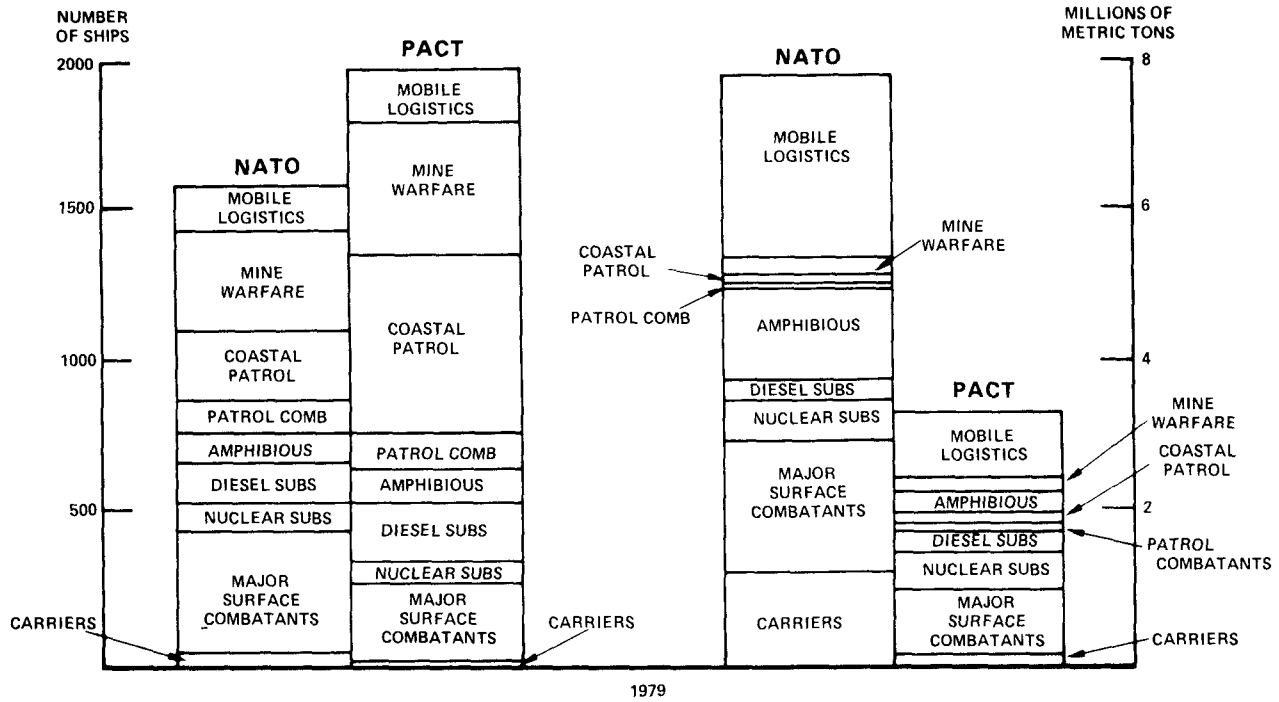 NUMBER
OF SHIPS
2000
1500
1000
500
NATO
MOBILE
LOGISTICS
MINE
WARFARE
COASTAL
PATROL
PATROL COMB
AMPHIBIOUS
DIESEL SUBS
NUCLEAR SUBS
MAJOR
SURFACE
COMBATANTS
CARRIERS
PACT
MOBILE
LOGISTICS
MINE
WARFARE
COASTAL
PATROL
PATROL COMB
AMPHIBIOUS
DIESEL SUBS
NUCLEAR SUBS
MAJOR
SURFACE
COMBATANTS
CARRIERS
NATO
MOBILE
LOGISTICS
MINE
WARFARE
COASTAL
PATROL
PATROL COMB
AMPHIBIOUS
DIESEL SUBS
NUCLEAR SUBS
MAJOR
SURFACE
COMBATANTS
CARRIERS
PACT
MOBILE
LOGISTICS
MINE
WARFARE
AMPHIBIOUS
COASTAL
PATROL
PATROL
COMBATANTS
DIESEL SUBS
NUCLEAR SUBS
MAJOR
SURFACE
COMBATANTS
CARRIERS
MILLIONS OF
METRIC TONS
8
6
4
2
1979